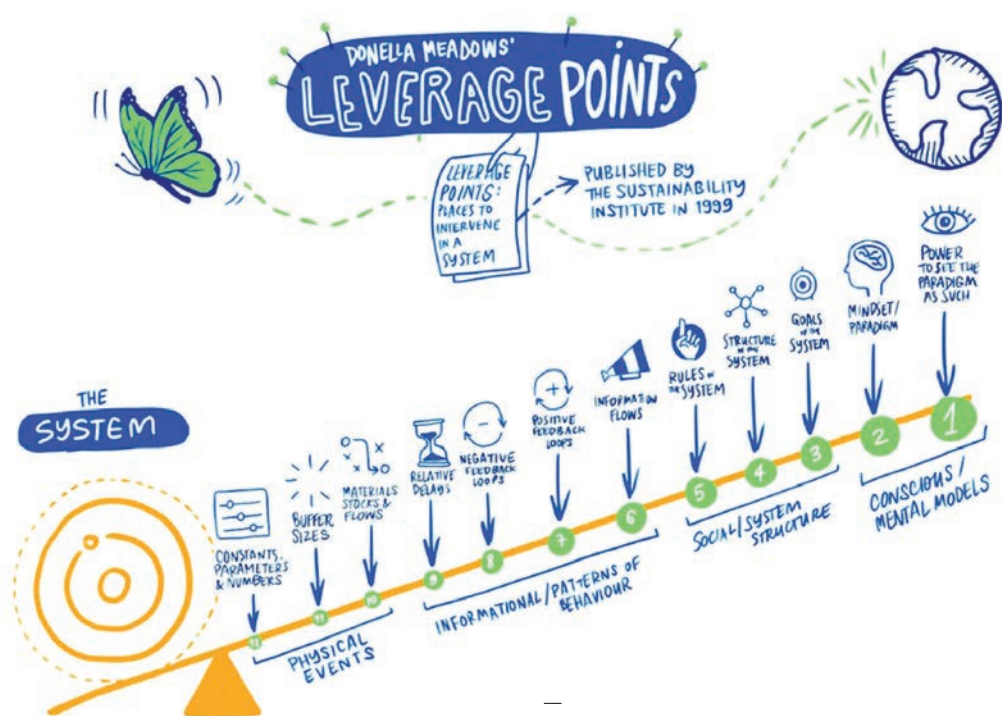 DONELLA MEADOWS'
LEVERAGE POINTS
LEVERAGE
POINTS:
PLACES TO
INTERVENE
IN A
SYSTEM
PUBLISHED BY
THE SUSTAINABILITY
INSTITUTE IN 1999
THE
SYSTEM
CONSTANTS,
PARAMETERS
& NUMBERS
BUFFER
SIZES
MATERIALS
STOCKS &
FLOWS
RELATIVE
DELAYS
NEGATIVE
FEEDBACK
LOOPS
POSITIVE
FEEDBACK
LOOPS
INFORMATION
FLOWS
RULES OF
THE SYSTEM
STRUCTURE
OF THE
SYSTEM
GOALS
OF THE
SYSTEM
MINDSET/
PARADIGM
POWER
TO SEE THE
PARADIGM
AS SUCH
12
11
10
9
8
7
6
5
4
3
2
1
PHYSICAL
EVENTS
INFORMATIONAL/PATTERNS OF
BEHAVIOUR
SOCIAL/SYSTEM
STRUCTURE
CONSCIOUS/
MENTAL MODELS